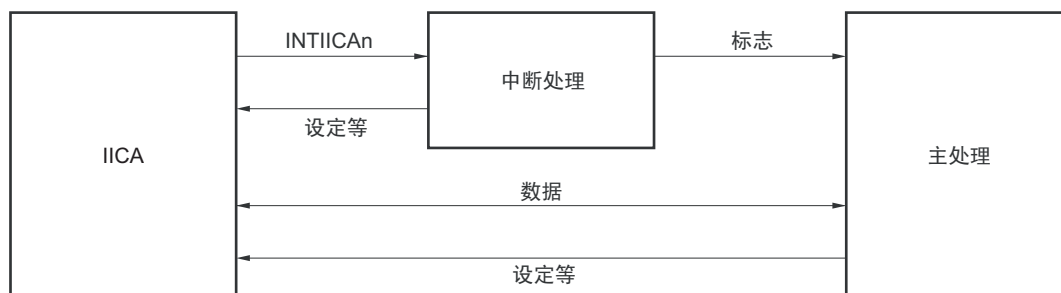 INTIICAn
标志
中断处理
设定等
IICA
主处理
数据
设定等